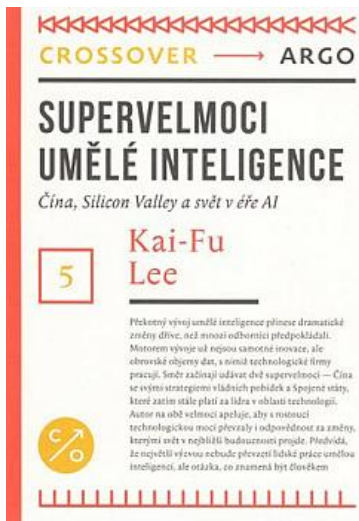 CROSSOVER → ARGO
SUPERVELMOCI
UMĚLÉ INTELIGENCE
Čína, Silicon Valley a svět v éře AI
Kai-Fu
Lee
5
Překotný vývoj umělé inteligence přinese dramatické
změny dříve, než mnozí odborníci předpokládali.
Motorem vývoje už nejsou samotné inovace, ale
obrovské objemy dat, s nimiž technologické firmy
pracují. Směr začínají udávat dvě supervelmoci — Čína
se svými strategiemi vládních pobídek a Spojené státy,
které zatím stále platí za lídra v oblasti technologií.
Autor na obě velmoci apeluje, aby s rostoucí
technologickou mocí převzaly i odpovědnost za změny,
kterými svět v nejbližší budoucnosti projde. Předvídá,
že největší výzvou nebude převzetí lidské práce umělou
inteligencí, ale otázka, co znamená být člověkem
C/O